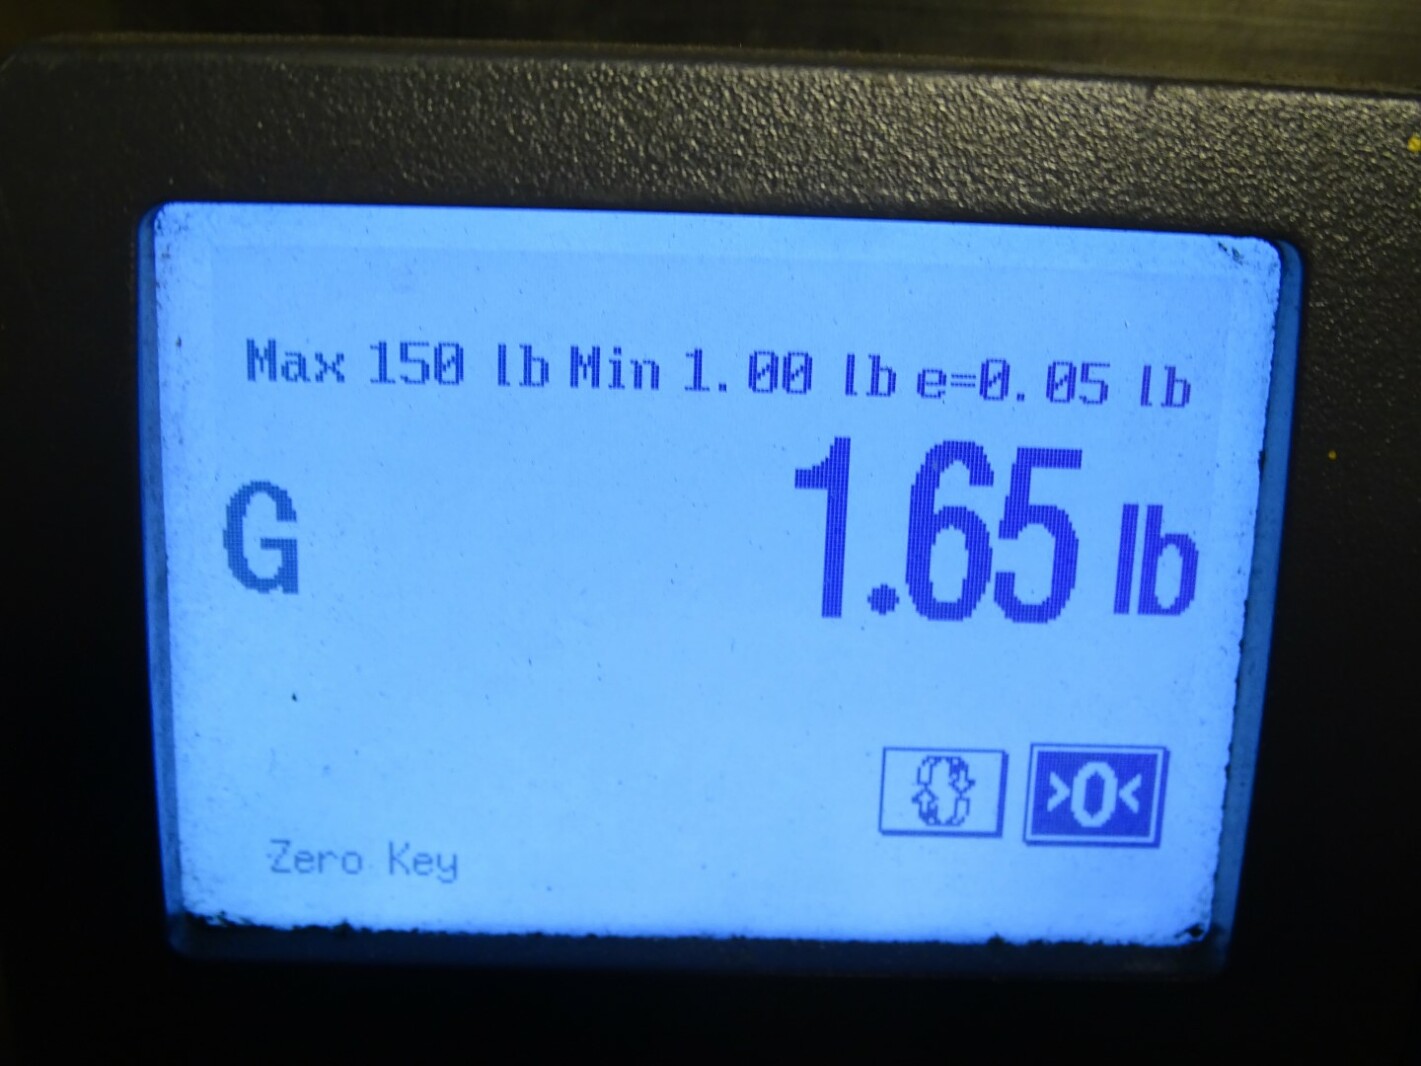 Max 150 lb Min 1.00 lb e=0.05 lb
G 1.65 lb
>0<
Zero Key